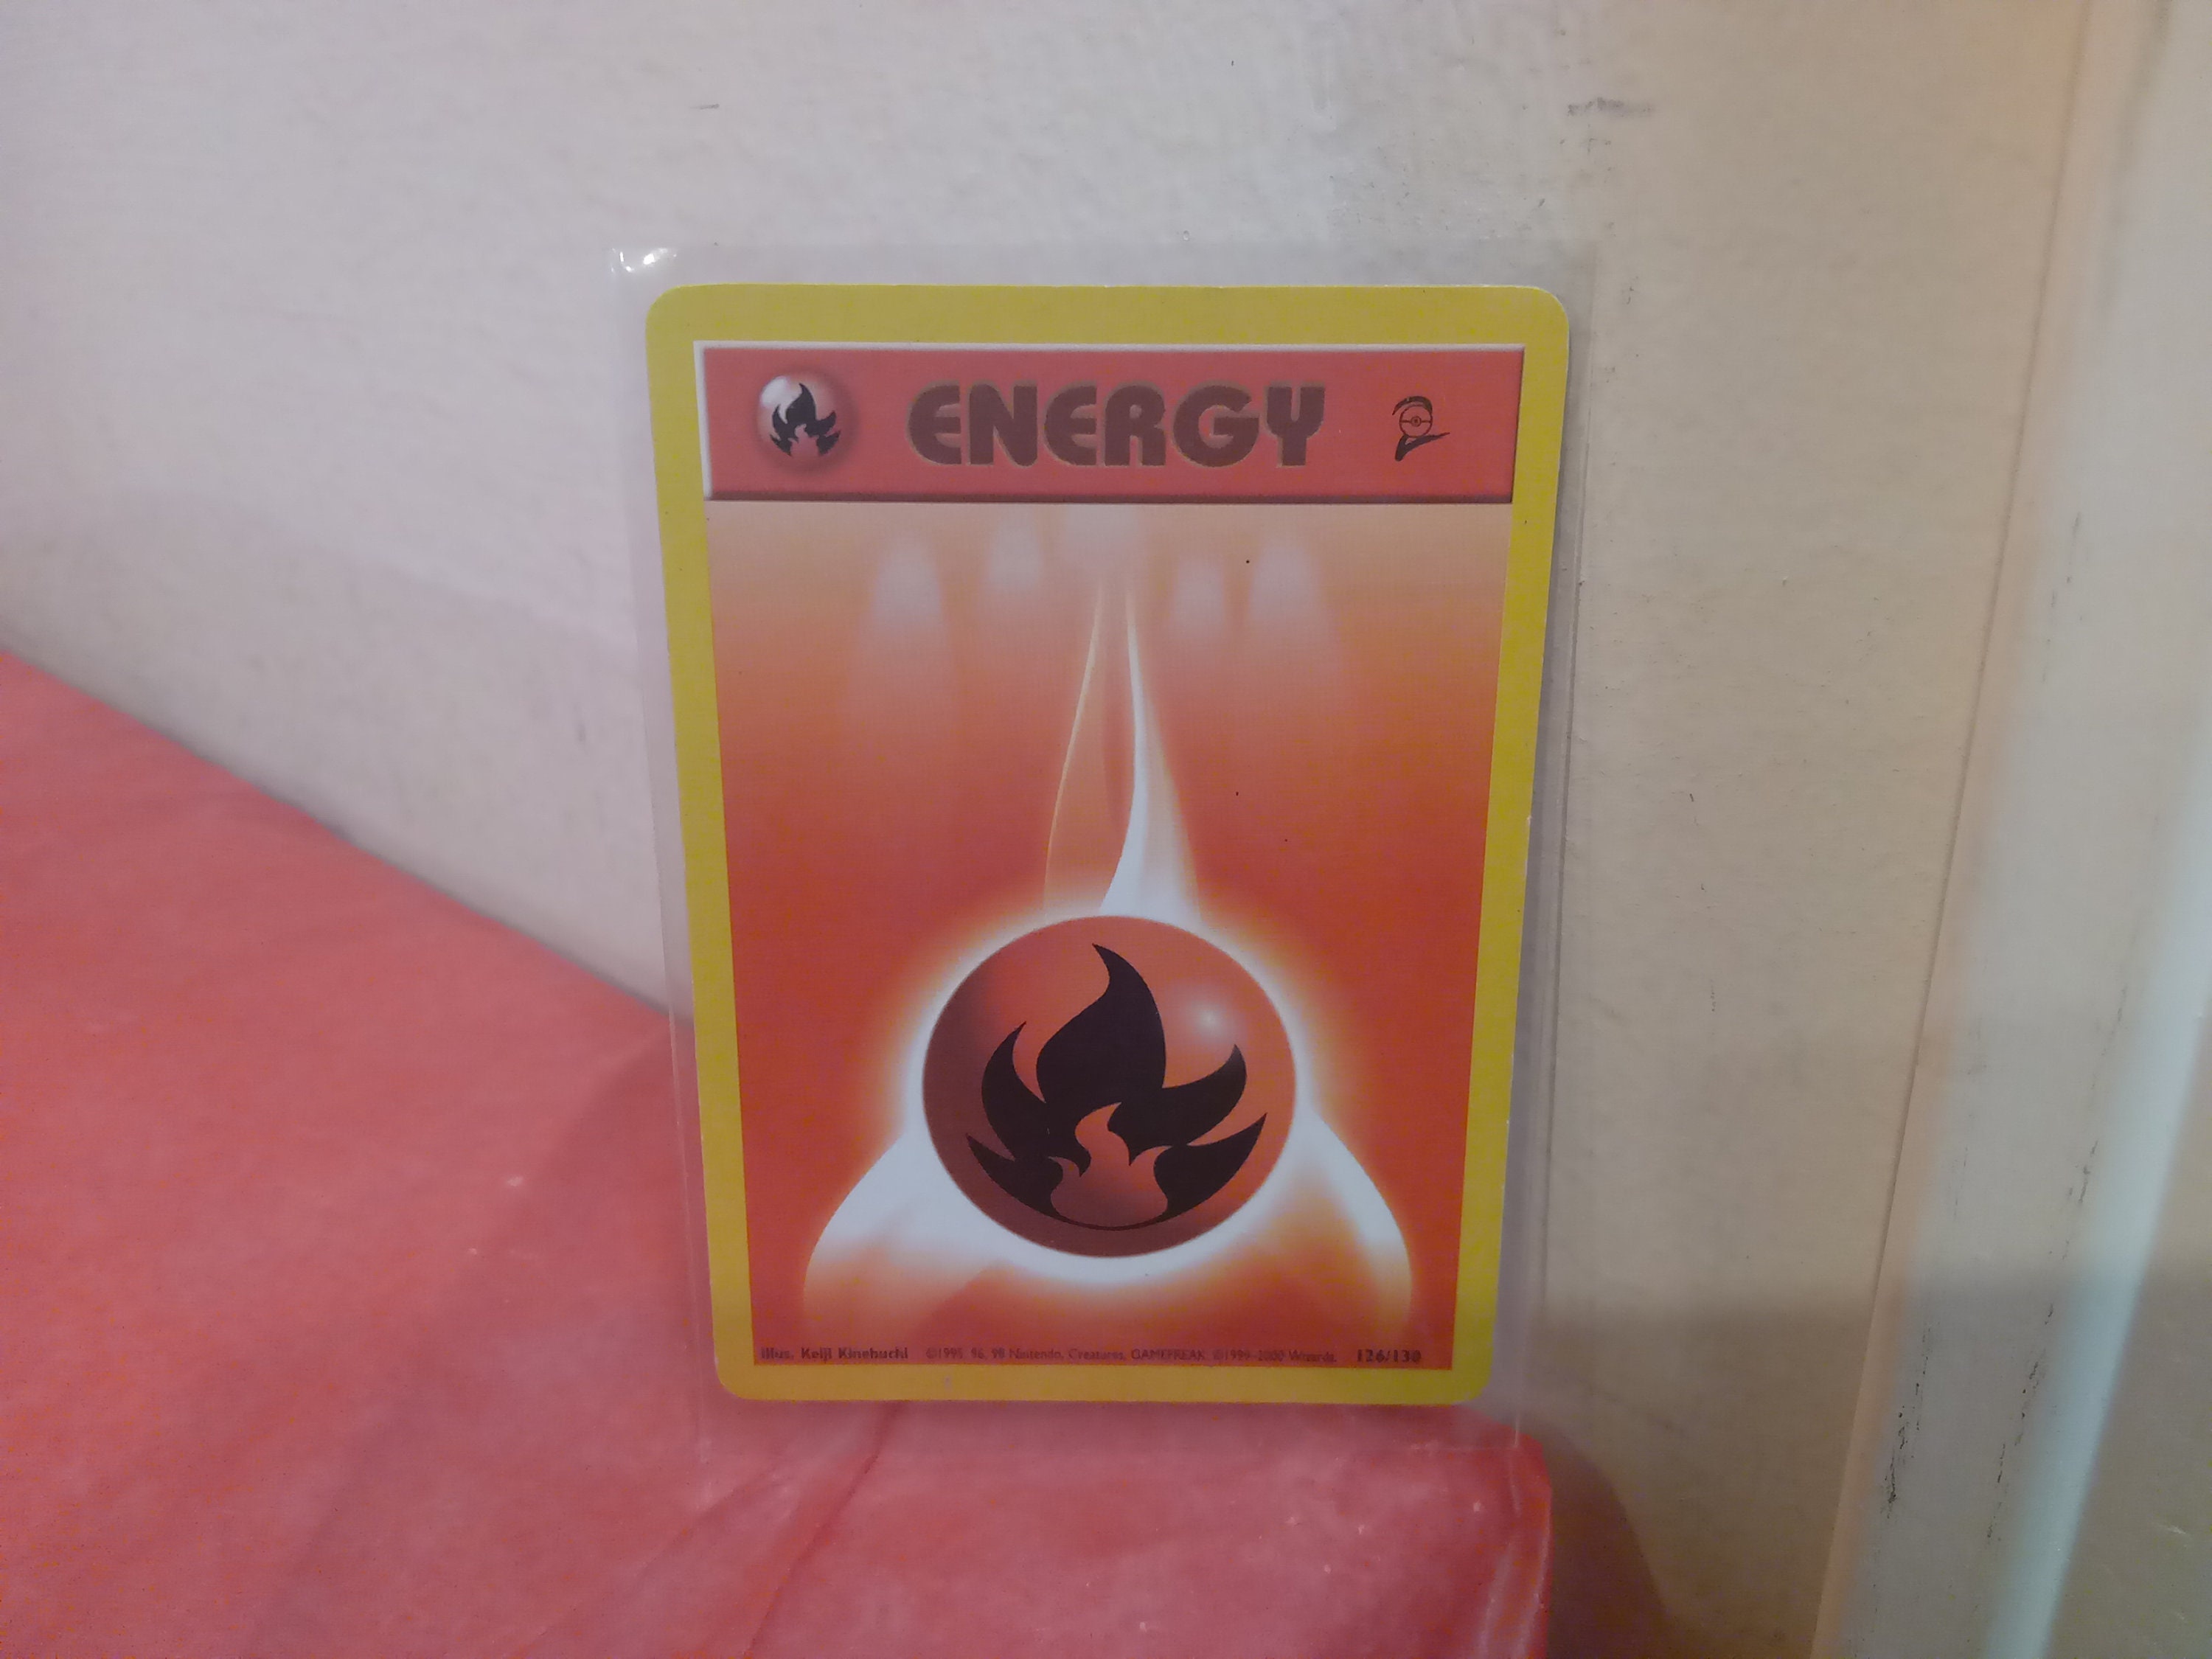 ENERGY
Illus. Keiji Kinebuchi ©1995, 96, 98 Nintendo, Creatures, GAMEFREAK. ©1999-2000 Wizards. 126/130